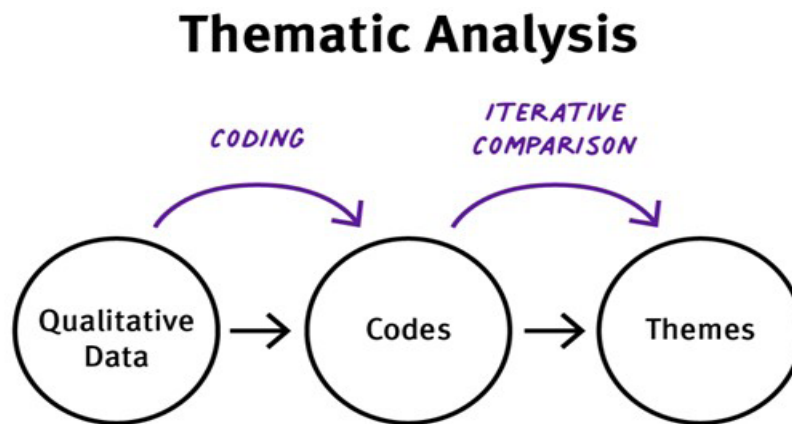 Thematic Analysis
CODING
ITERATIVE
COMPARISON
Qualitative
Data
Codes
Themes